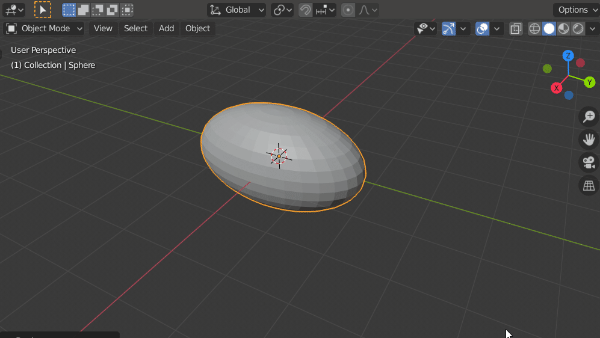 Global
Options
Object Mode View Select Add Object
User Perspective
(1) Collection | Sphere
Z
Y
X